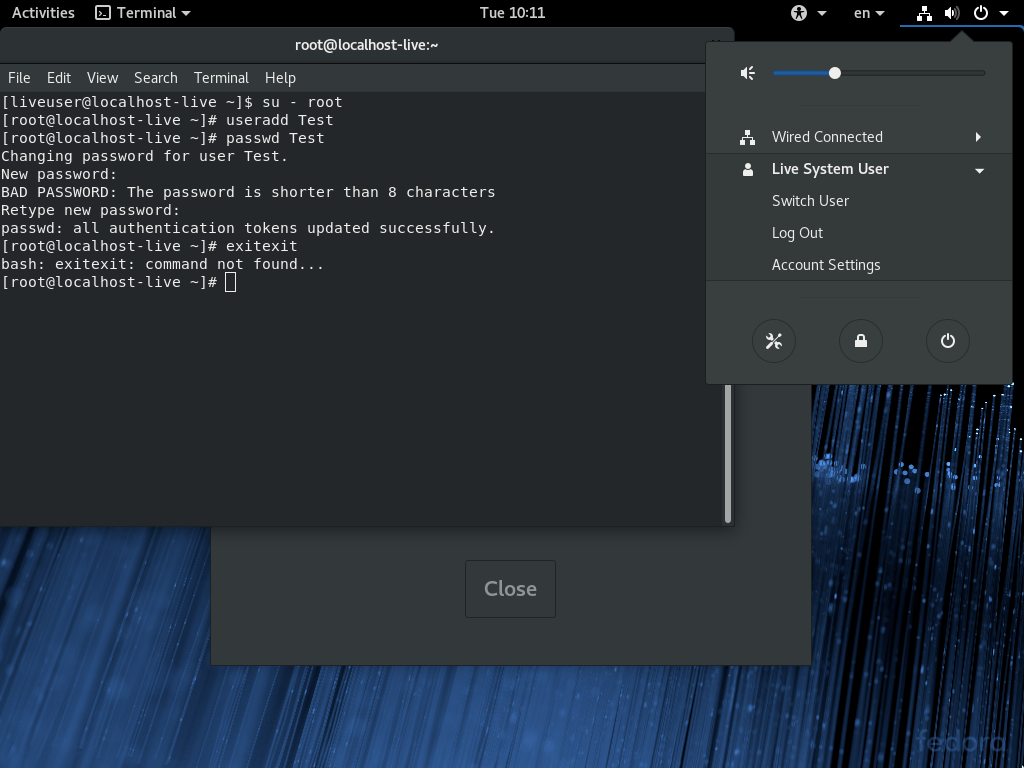 Activities Terminal Tue 10:11 en
root@localhost-live:~
File Edit View Search Terminal Help
[liveuser@localhost-live ~]$ su - root
[root@localhost-live ~]# useradd Test
[root@localhost-live ~]# passwd Test
Changing password for user Test.
New password:
BAD PASSWORD: The password is shorter than 8 characters
Retype new password:
passwd: all authentication tokens updated successfully.
[root@localhost-live ~]# exitexit
bash: exitexit: command not found...
[root@localhost-live ~]#
Wired Connected
Live System User
Switch User
Log Out
Account Settings
Close
fedora